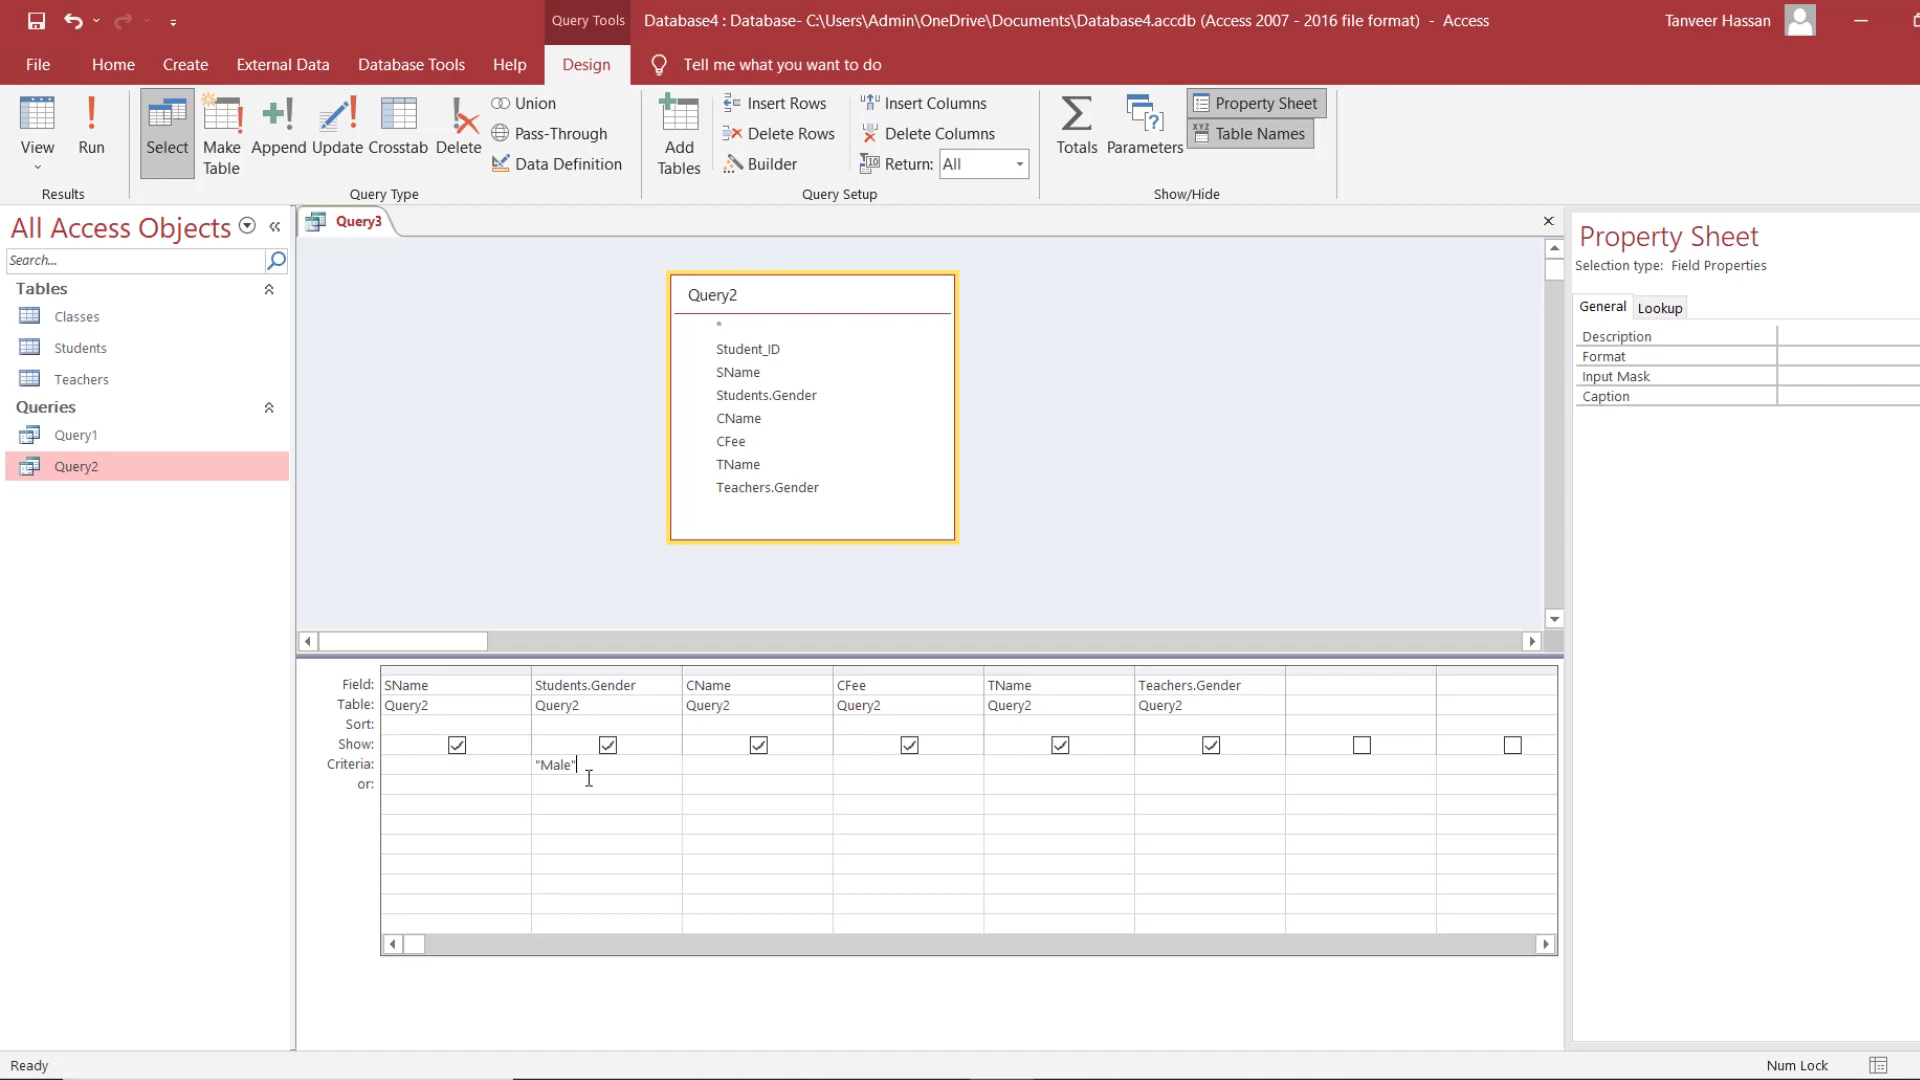 Query Tools
Database4 : Database- C:\Users\Admin\OneDrive\Documents\Database4.accdb (Access 2007 - 2016 file format) - Access
Tanveer Hassan
File Home Create External Data Database Tools Help Design Tell me what you want to do
View
Run
Results
Select
Make Table
Append
Update
Crosstab
Delete
Union
Pass-Through
Data Definition
Query Type
Add Tables
Insert Rows
Delete Rows
Builder
Insert Columns
Delete Columns
Return: All
Query Setup
Totals
Parameters
Property Sheet
Table Names
Show/Hide
All Access Objects
Search...
Tables
Classes
Students
Teachers
Queries
Query1
Query2
Query3
Query2
*
Student_ID
SName
Students.Gender
CName
CFee
TName
Teachers.Gender
Field: SName Students.Gender CName CFee TName Teachers.Gender
Table: Query2 Query2 Query2 Query2 Query2 Query2
Sort:
Show:
Criteria: "Male"
or:
Property Sheet
Selection type: Field Properties
General Lookup
Description
Format
Input Mask
Caption
Ready
Num Lock